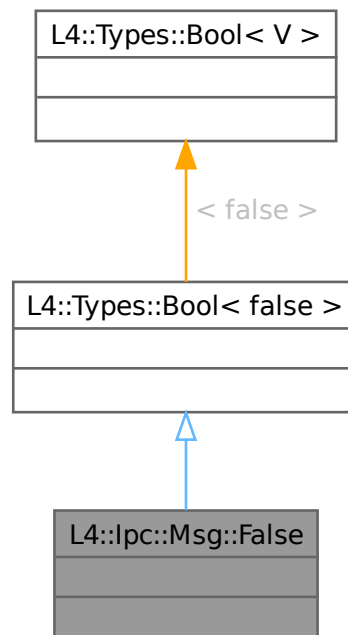 L4::Types::Bool< V >
< false >
L4::Types::Bool< false >
L4::Ipc::Msg::False